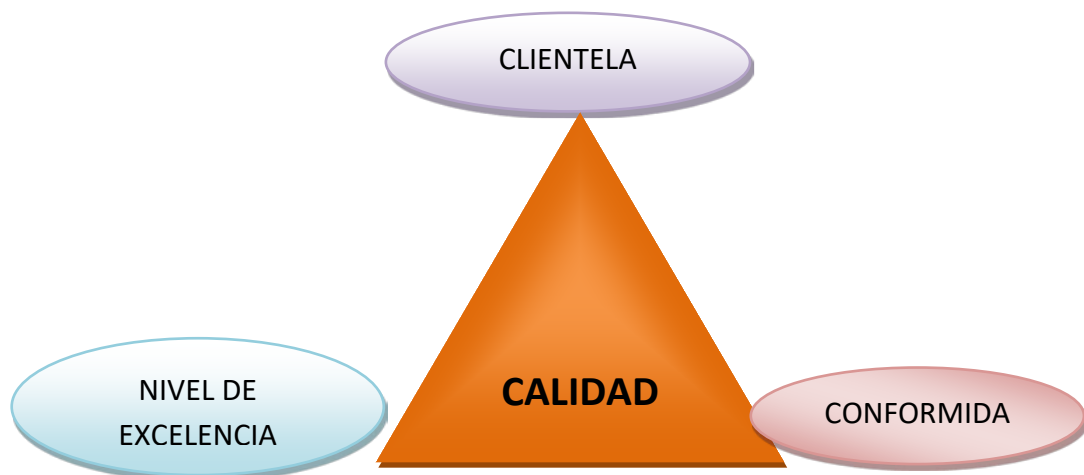 CLIENTELA
NIVEL DE
EXCELENCIA
CALIDAD
CONFORMIDA